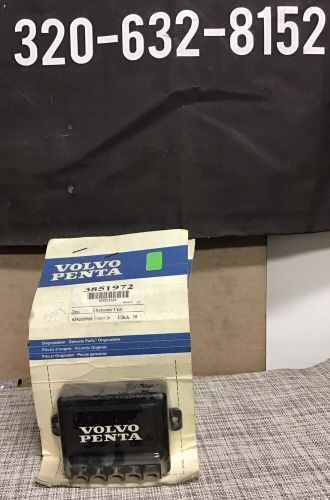 320-632-8152
VOLVO
PENTA
3851972
Electronic Unit
U.S.A.
Originaldelar Genuine Parts Originalteile
Pièces d'origine Ricambi Originali
Piezas Originales Peças genuínas
VOLVO
PENTA